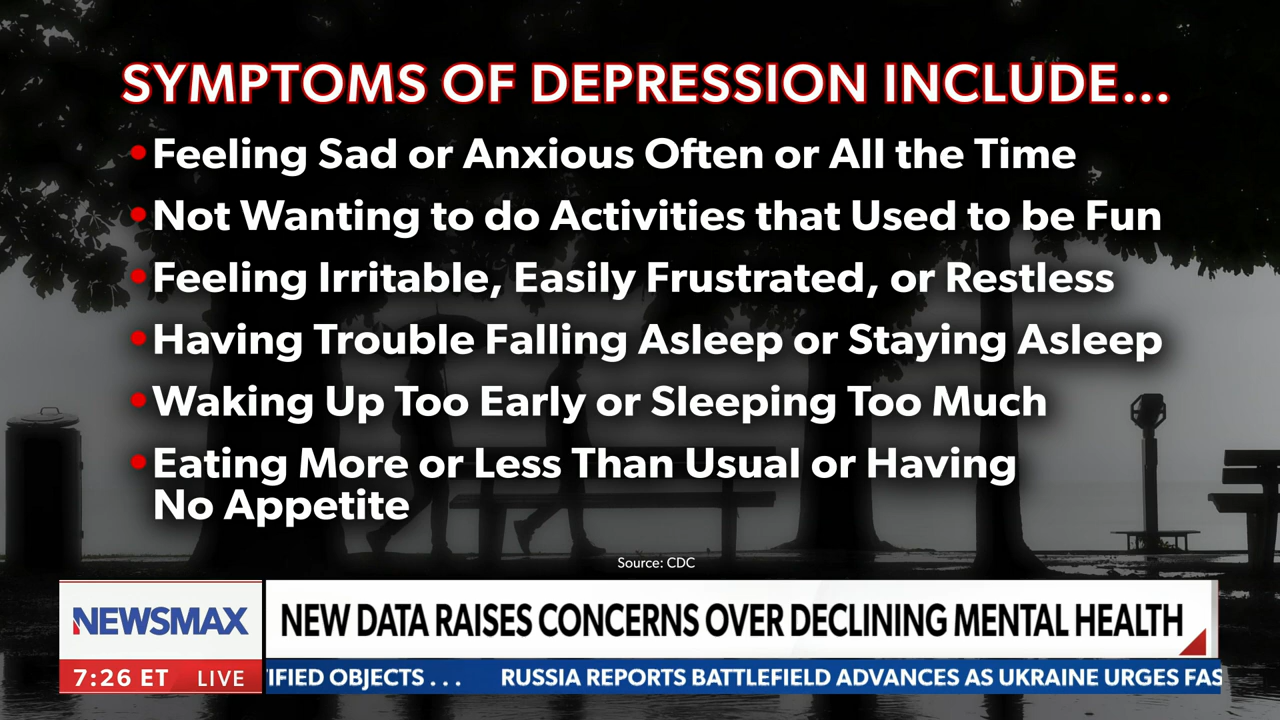 SYMPTOMS OF DEPRESSION INCLUDE...
• Feeling Sad or Anxious Often or All the Time
• Not Wanting to do Activities that Used to be Fun
• Feeling Irritable, Easily Frustrated, or Restless
• Having Trouble Falling Asleep or Staying Asleep
• Waking Up Too Early or Sleeping Too Much
• Eating More or Less Than Usual or Having
No Appetite
Source: CDC
NEWSMAX
NEW DATA RAISES CONCERNS OVER DECLINING MENTAL HEALTH
7:26 ET LIVE
IFIED OBJECTS . . . RUSSIA REPORTS BATTLEFIELD ADVANCES AS UKRAINE URGES FAS